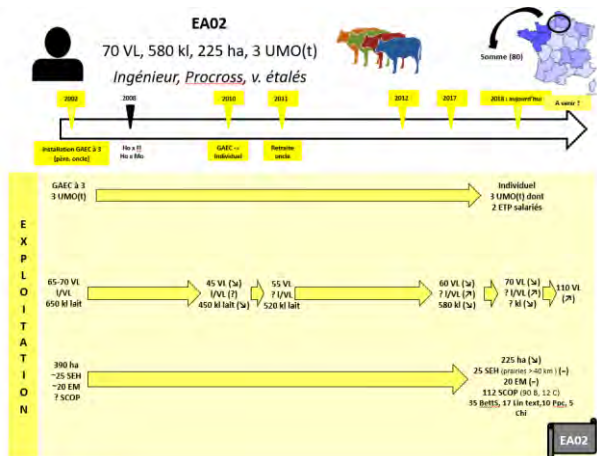 EA02
70 VL, 580 kl, 225 ha, 3 UMO(t)
Ingénieur, Procross, v. étalés
Somme (80)
2002
2006
2010
2011
2012
2017
2018 : aujourd'hui
A venir ?
Installation GAEC à 3
[père, oncle]
Ho x
Ho x Mo
GAEC ->
Individuel
Retraite
oncle
EXPLOITATION
GAEC à 3
3 UMO(t)
Individuel
3 UMO(t) dont
2 ETP salariés
65-70 VL
l/VL
650 kl lait
45 VL (↘)
l/VL (?)
450 kl lait (↘)
55 VL
? l/VL
520 kl lait
60 VL (↘)
? l/VL (↗)
580 kl (↘)
70 VL (↘)
? l/VL (↗)
? kl (↘)
110 VL
(↗)
390 ha
~25 SEH
~20 EM
? SCOP
225 ha (↘)
25 SEH (prairies >40 km ) (~)
20 EM (~)
112 SCOP (90 B, 12 C)
35 BettS, 17 Lin text,10 Ppc, 5
Chi
EA02